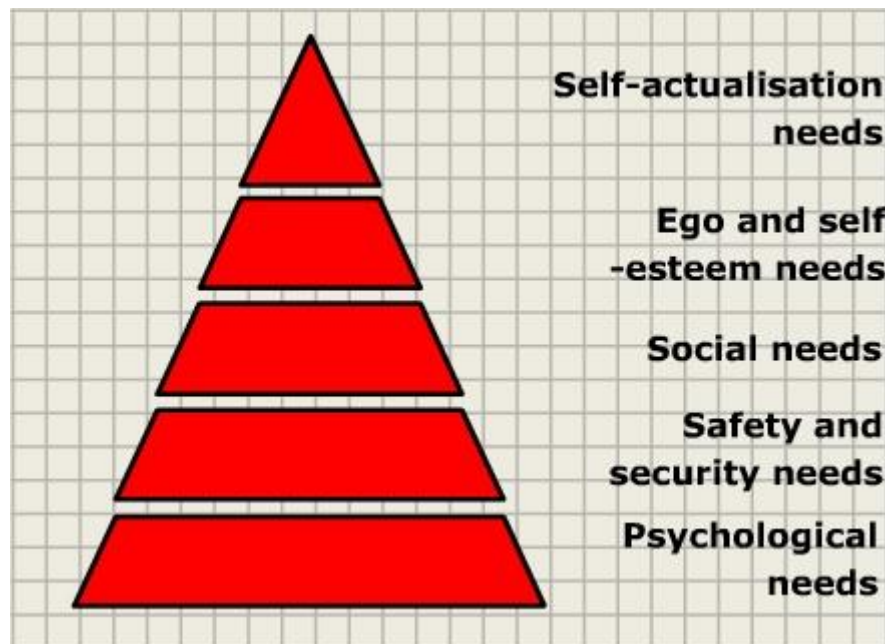 Self-actualisation
needs
Ego and self
-esteem needs
Social needs
Safety and
security needs
Psychological
needs